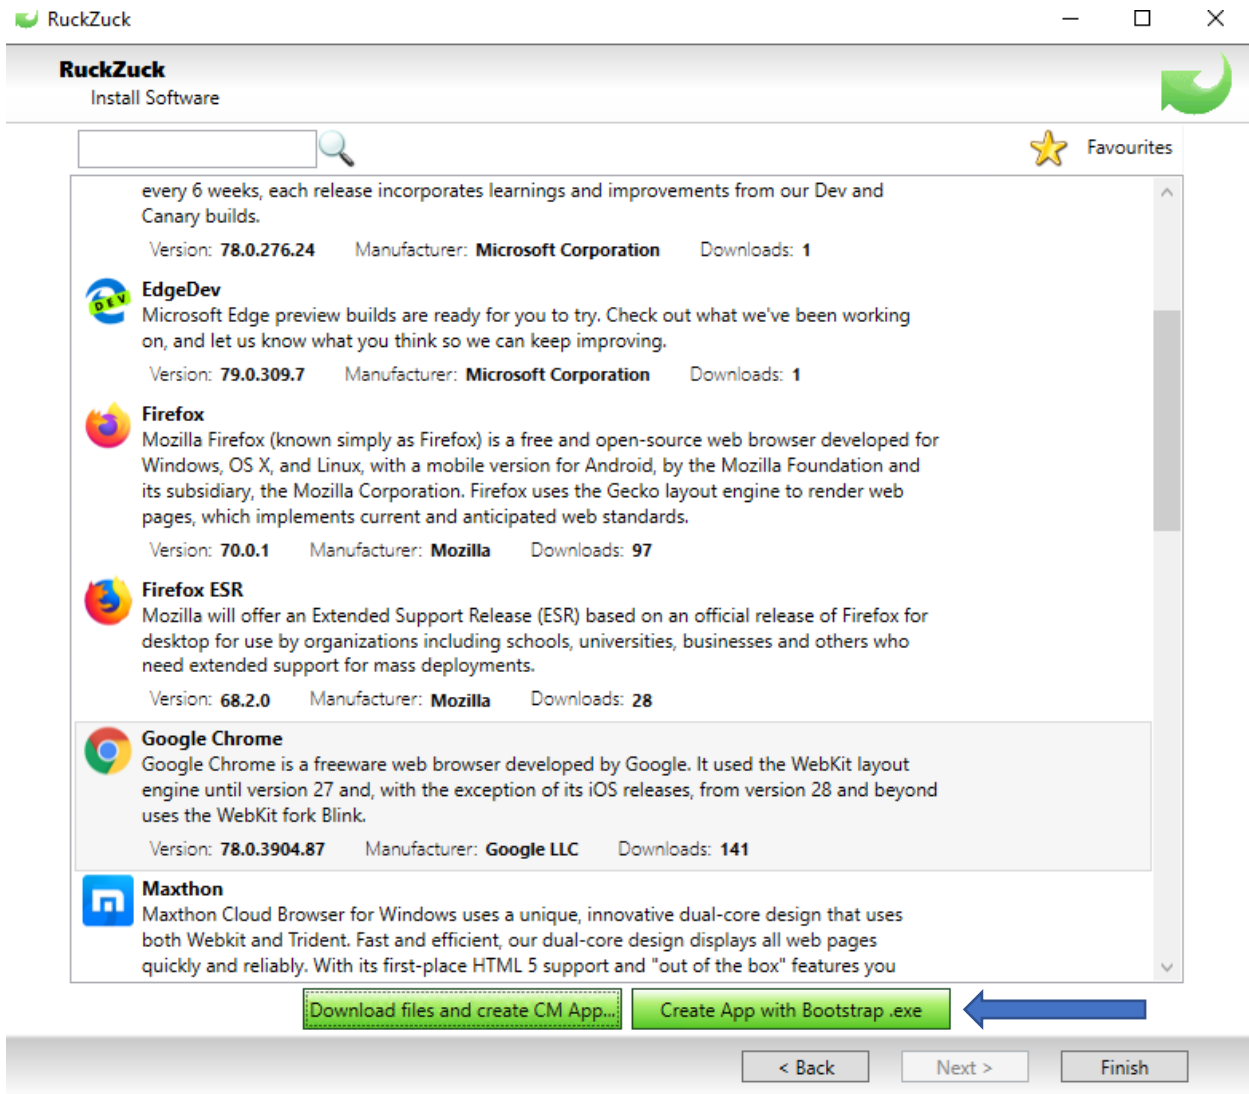 RuckZuck
RuckZuck
Install Software
Favourites
every 6 weeks, each release incorporates learnings and improvements from our Dev and
Canary builds.
Version: 78.0.276.24 Manufacturer: Microsoft Corporation Downloads: 1
DEV
EdgeDev
Microsoft Edge preview builds are ready for you to try. Check out what we've been working
on, and let us know what you think so we can keep improving.
Version: 79.0.309.7 Manufacturer: Microsoft Corporation Downloads: 1
Firefox
Mozilla Firefox (known simply as Firefox) is a free and open-source web browser developed for
Windows, OS X, and Linux, with a mobile version for Android, by the Mozilla Foundation and
its subsidiary, the Mozilla Corporation. Firefox uses the Gecko layout engine to render web
pages, which implements current and anticipated web standards.
Version: 70.0.1 Manufacturer: Mozilla Downloads: 97
Firefox ESR
Mozilla will offer an Extended Support Release (ESR) based on an official release of Firefox for
desktop for use by organizations including schools, universities, businesses and others who
need extended support for mass deployments.
Version: 68.2.0 Manufacturer: Mozilla Downloads: 28
Google Chrome
Google Chrome is a freeware web browser developed by Google. It used the WebKit layout
engine until version 27 and, with the exception of its iOS releases, from version 28 and beyond
uses the WebKit fork Blink.
Version: 78.0.3904.87 Manufacturer: Google LLC Downloads: 141
Maxthon
Maxthon Cloud Browser for Windows uses a unique, innovative dual-core design that uses
both Webkit and Trident. Fast and efficient, our dual-core design displays all web pages
quickly and reliably. With its first-place HTML 5 support and "out of the box" features you
Download files and create CM App... Create App with Bootstrap .exe
< Back Next > Finish